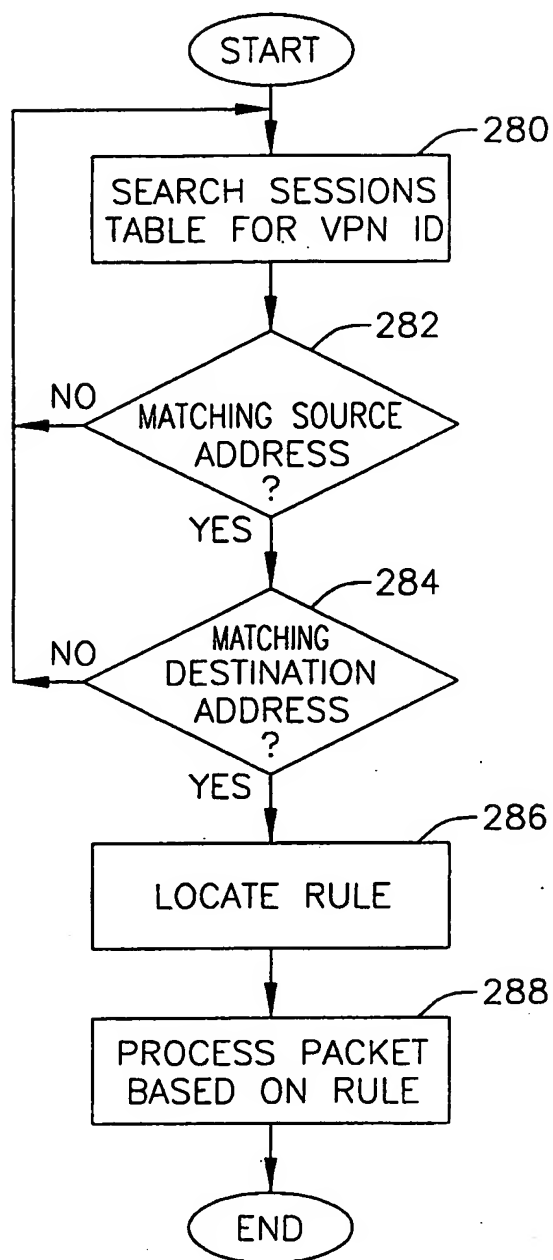 START
280
SEARCH SESSIONS
TABLE FOR VPN ID
282
NO
MATCHING SOURCE
ADDRESS
?
YES
284
NO
MATCHING
DESTINATION
ADDRESS
?
YES
286
LOCATE RULE
288
PROCESS PACKET
BASED ON RULE
END